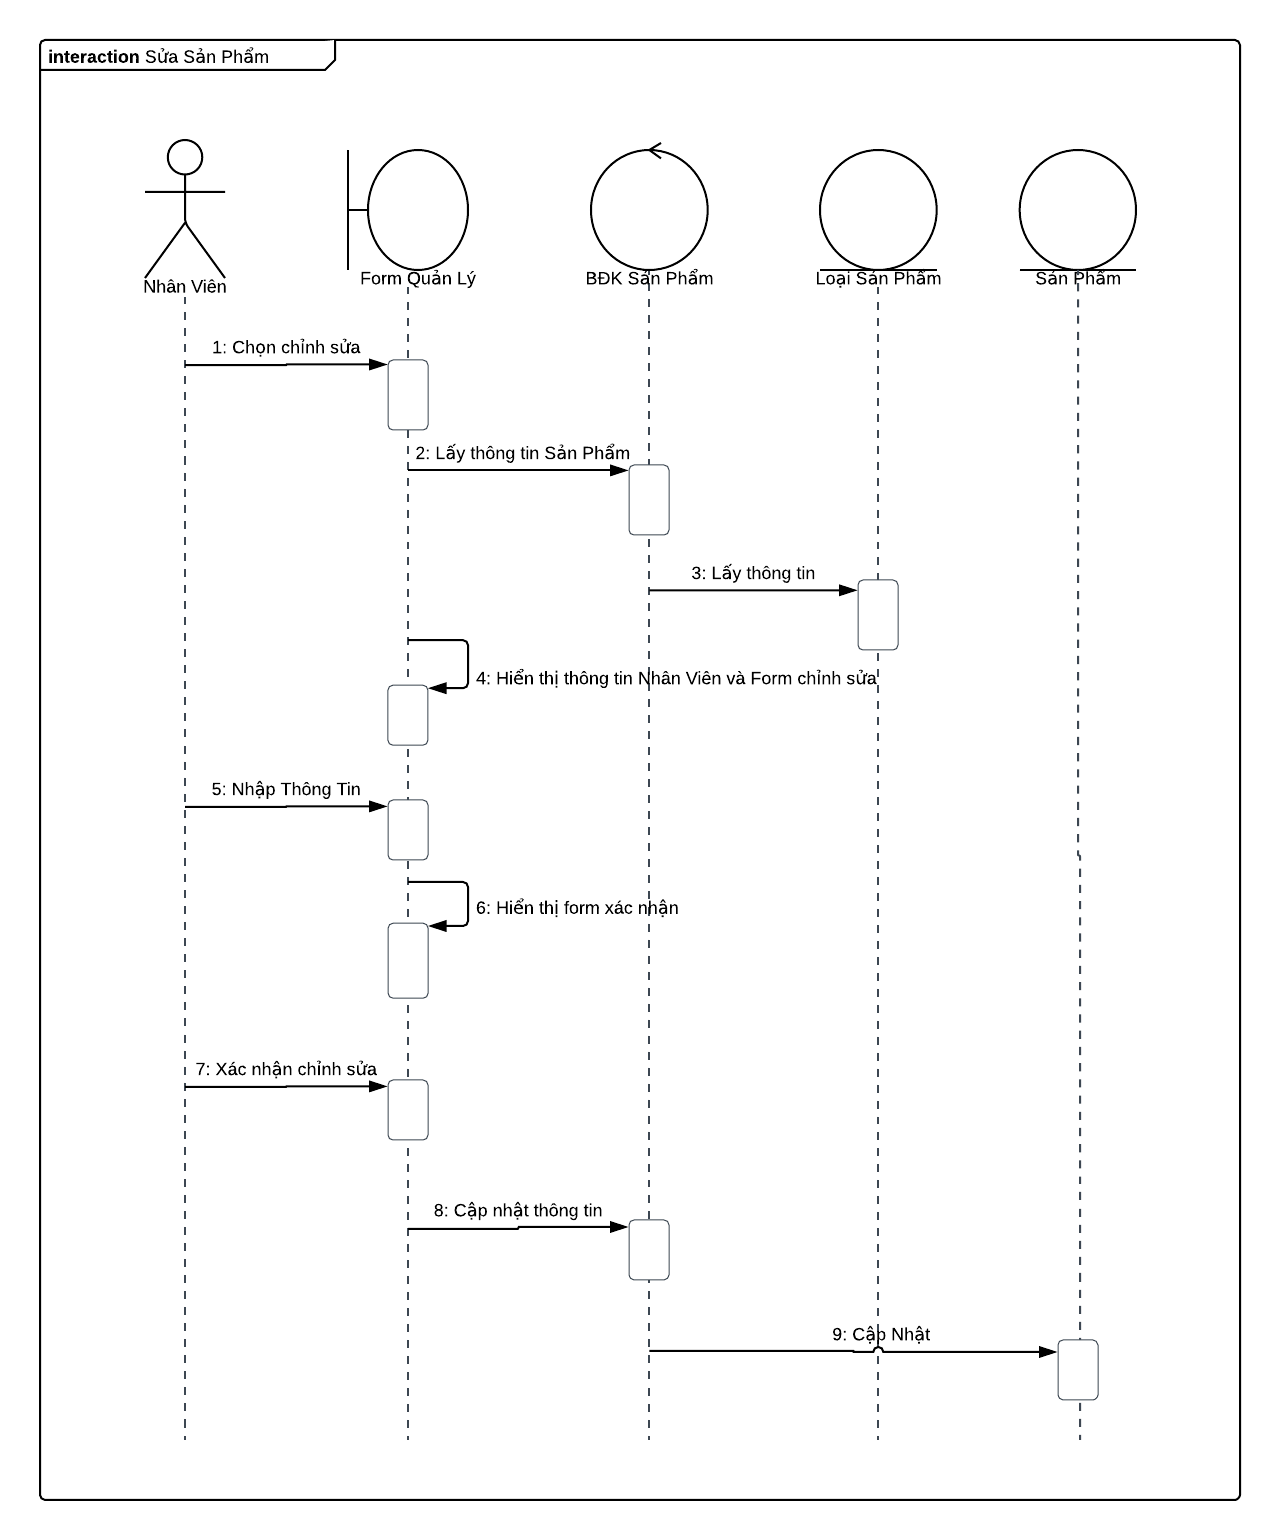 interaction Sửa Sản Phẩm
Nhân Viên
Form Quản Lý
BĐK Sản Phẩm
Loại Sản Phẩm
Sản Phẩm
1: Chọn chỉnh sửa
2: Lấy thông tin Sản Phẩm
3: Lấy thông tin
4: Hiển thị thông tin Nhân Viên và Form chỉnh sửa
5: Nhập Thông Tin
6: Hiển thị form xác nhận
7: Xác nhận chỉnh sửa
8: Cập nhật thông tin
9: Cập Nhật